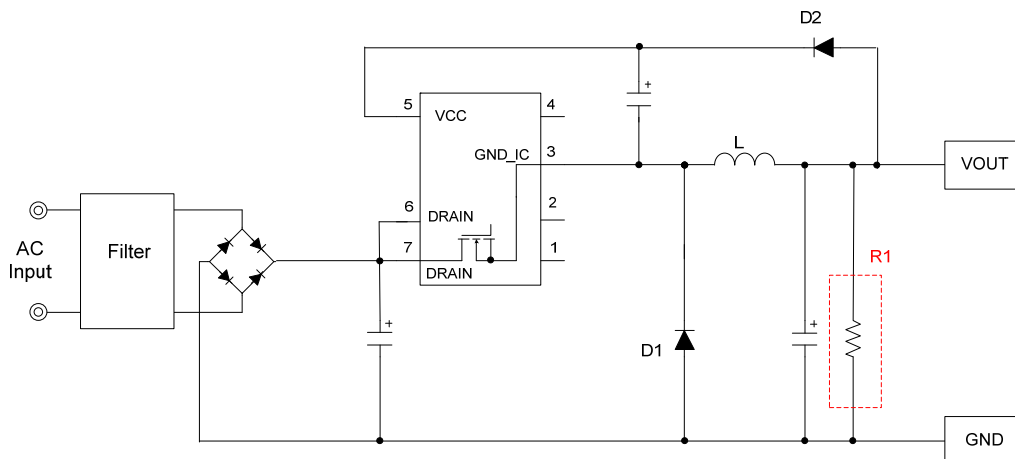 D2
5
VCC
4
+
GND_IC
3
L
VOUT
6
DRAIN
2
AC
Input
Filter
7
DRAIN
1
R1
+
D1
+
GND